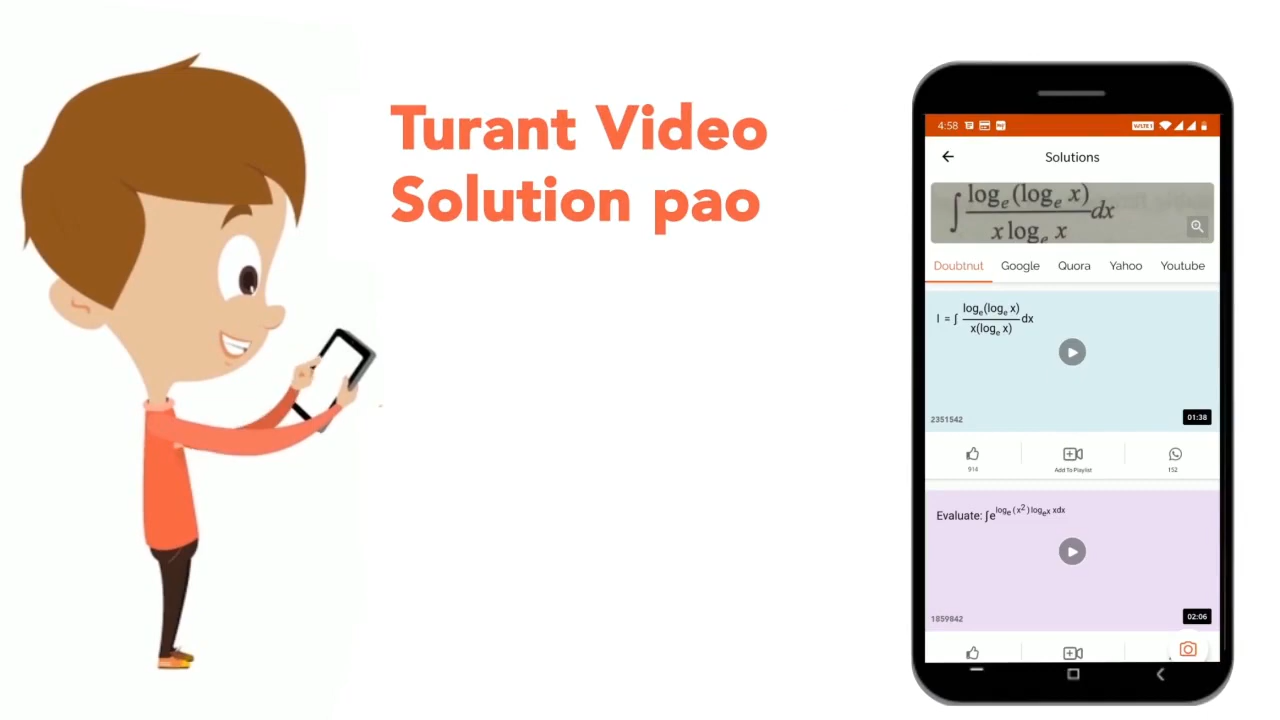 Turant Video
Solution pao
4:58
VoLTE1
Solutions
∫ logₑ(logₑ x) / x logₑ x dx
Doubtnut Google Quora Yahoo Youtube
I = ∫ logₑ(logₑ x) / x(logₑ x) dx
2351542 01:38
914 Add To Playlist 152
Evaluate: ∫e^logₑ(x²)logₑx xdx
1859842 02:06